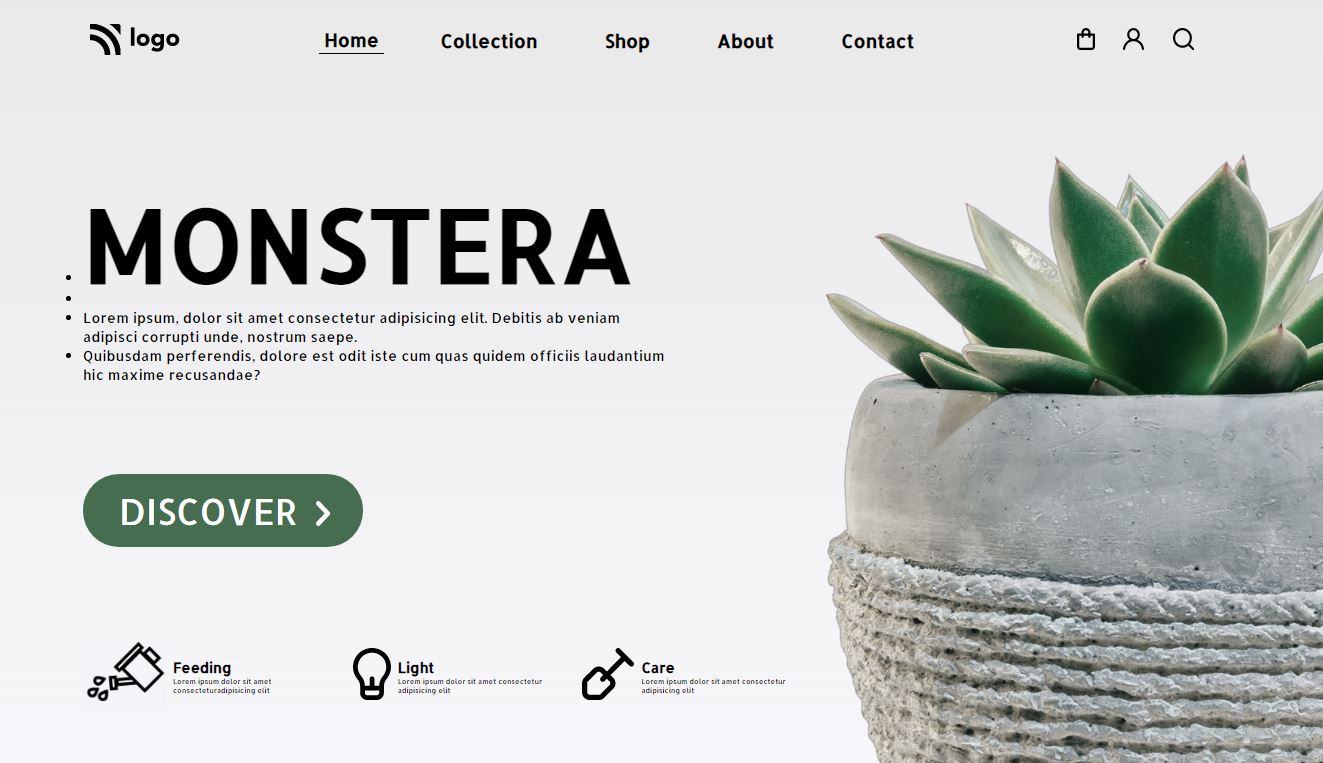 logo
Home Collection Shop About Contact
MONSTERA
Lorem ipsum, dolor sit amet consectetur adipisicing elit. Debitis ab veniam
adipisci corrupti unde, nostrum saepe.
Quibusdam perferendis, dolore est odit iste cum quas quidem officiis laudantium
hic maxime recusandae?
DISCOVER
Feeding
Lorem ipsum dolor sit amet
consecteturadipisicing elit
Light
Lorem ipsum dolor sit amet consectetur
adipisicing elit
Care
Lorem ipsum dolor sit amet consectetur
adipisicing elit